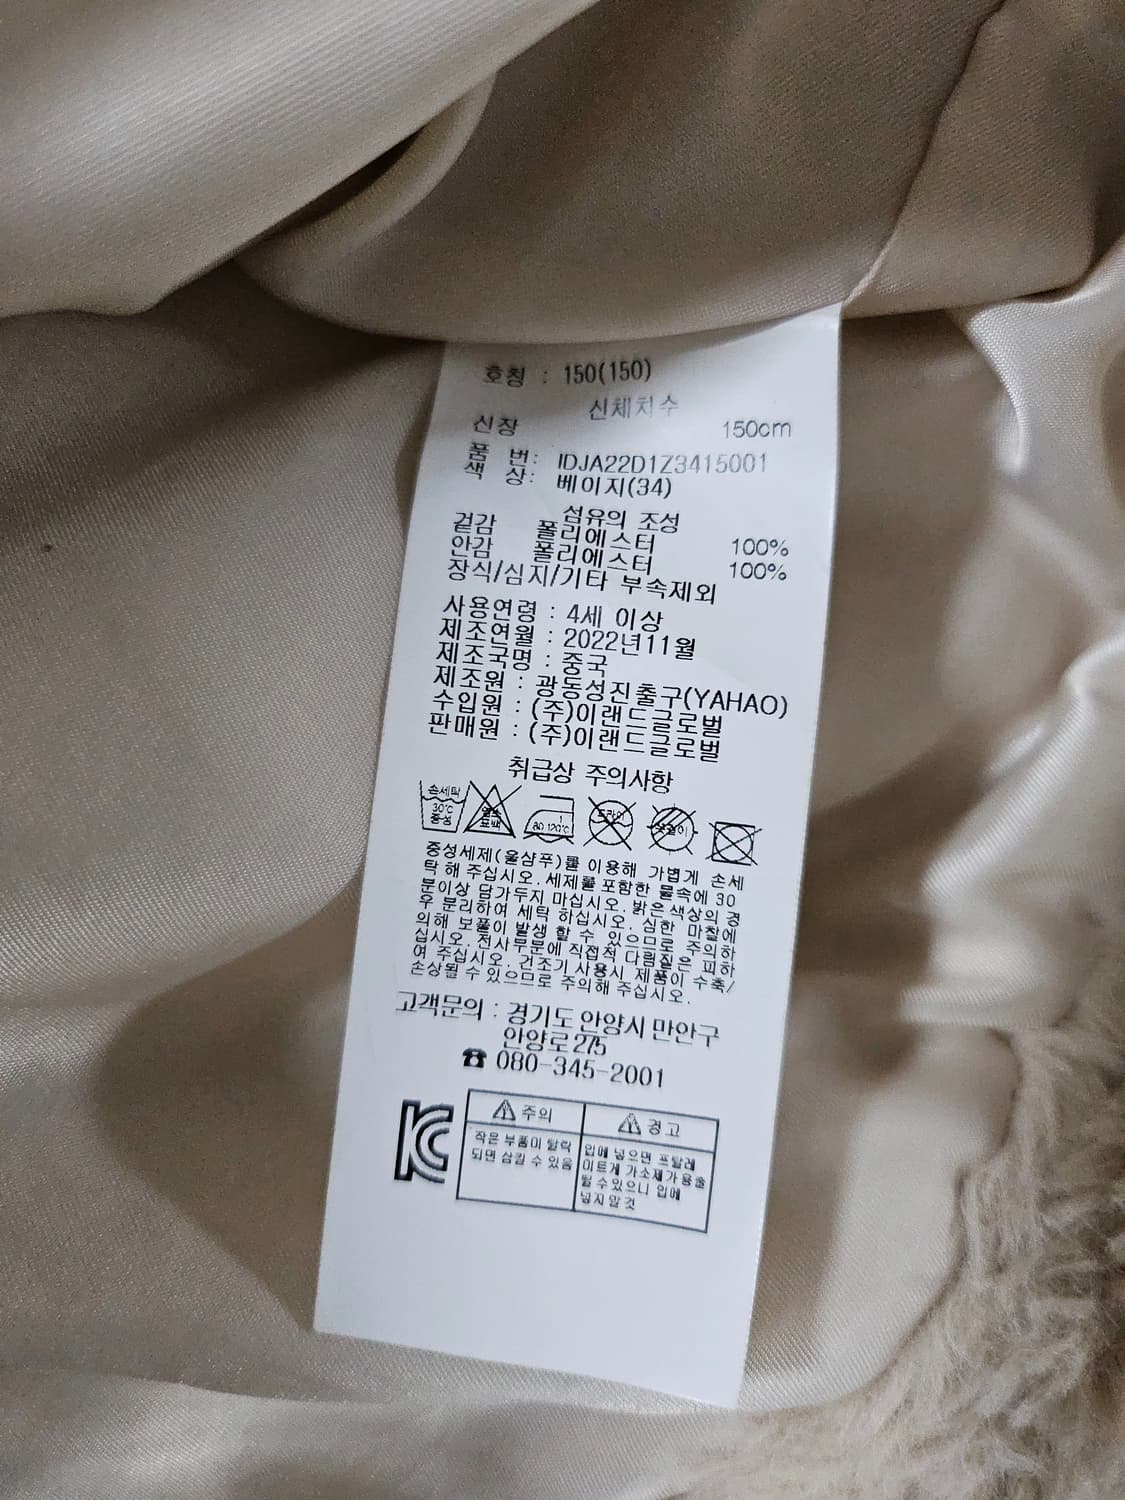 호칭 : 150(150)
신체치수
신장 150cm
품 번: IDJA22D1Z3415001
색 상: 베이지(34)
섬유의 조성
겉감 폴리에스터 100%
안감 폴리에스터 100%
장식/심지/기타 부속제외
사용연령 : 4세 이상
제조연월 : 2022년11월
제조국명 : 중국
제조원 : 광동성진출구(YAHAO)
수입원 : (주)이랜드글로벌
판매원 : (주)이랜드글로벌
취급상 주의사항
손세탁 30℃ 중성
염소 표백
80 120℃
드라이
중성세제(울샴푸)를 이용해 가볍게 손세
탁 해 주십시오. 세제를 포함한 물속에 30
분이상 담가두지 마십시오. 밝은 색상의 경
우 분리하여 세탁 하십시오. 심한 마찰에
의해 보풀이 발생 할 수 있으므로 주의하
십시오. 전사부분에 직접적 다림질은 피하
여 주십시오. 건조기 사용시 제품이 수축/
손상될 수 있으므로 주의해 주십시오.
고객문의 : 경기도 안양시 만안구
안양로 275
☎ 080-345-2001
KC
⚠ 주의
작은 부품이 탈락
되면 삼킬 수 있음
⚠ 경고
입에 넣으면 프탈레
이트계 가소제가 용출
될 수 있으니 입에
넣지 말 것